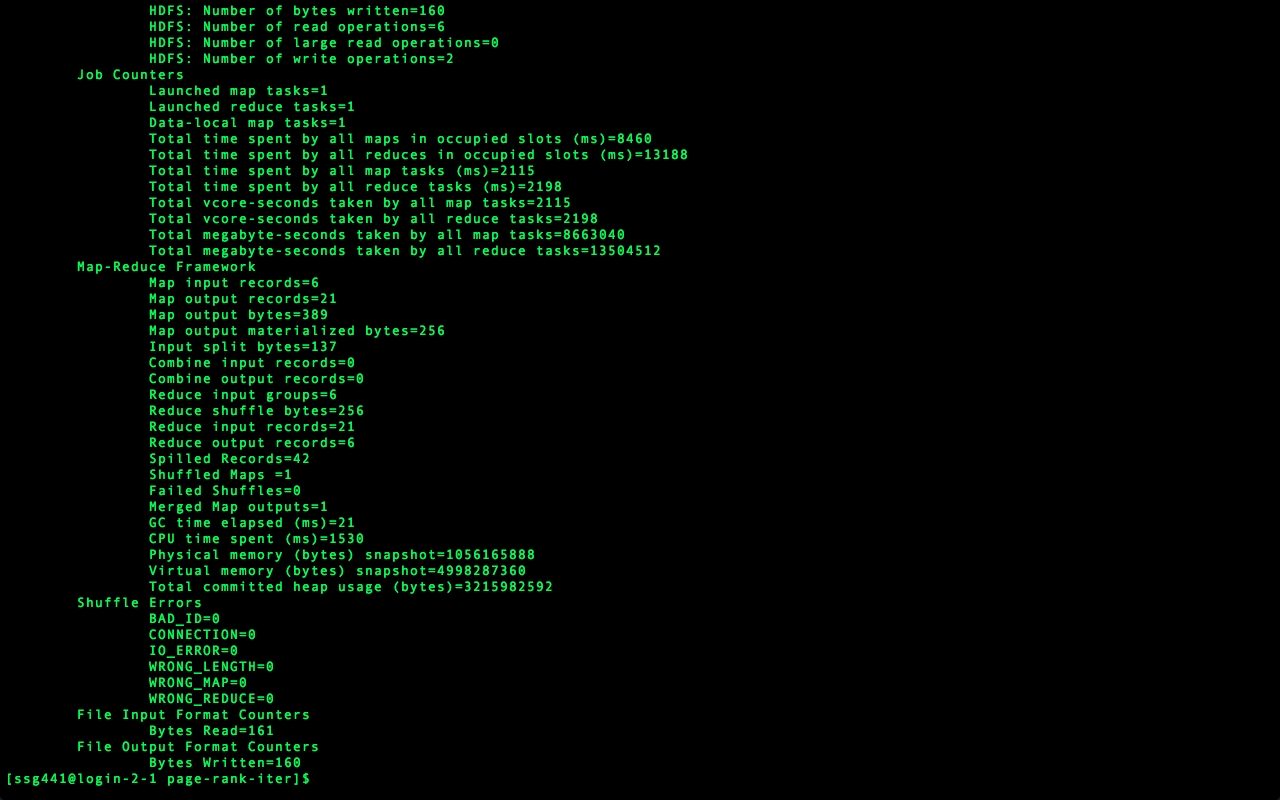 HDFS: Number of bytes written=160
HDFS: Number of read operations=6
HDFS: Number of large read operations=0
HDFS: Number of write operations=2
Job Counters
Launched map tasks=1
Launched reduce tasks=1
Data-local map tasks=1
Total time spent by all maps in occupied slots (ms)=8460
Total time spent by all reduces in occupied slots (ms)=13188
Total time spent by all map tasks (ms)=2115
Total time spent by all reduce tasks (ms)=2198
Total vcore-seconds taken by all map tasks=2115
Total vcore-seconds taken by all reduce tasks=2198
Total megabyte-seconds taken by all map tasks=8663040
Total megabyte-seconds taken by all reduce tasks=13504512
Map-Reduce Framework
Map input records=6
Map output records=21
Map output bytes=389
Map output materialized bytes=256
Input split bytes=137
Combine input records=0
Combine output records=0
Reduce input groups=6
Reduce shuffle bytes=256
Reduce input records=21
Reduce output records=6
Spilled Records=42
Shuffled Maps =1
Failed Shuffles=0
Merged Map outputs=1
GC time elapsed (ms)=21
CPU time spent (ms)=1530
Physical memory (bytes) snapshot=1056165888
Virtual memory (bytes) snapshot=4998287360
Total committed heap usage (bytes)=3215982592
Shuffle Errors
BAD_ID=0
CONNECTION=0
IO_ERROR=0
WRONG_LENGTH=0
WRONG_MAP=0
WRONG_REDUCE=0
File Input Format Counters
Bytes Read=161
File Output Format Counters
Bytes Written=160
[ssg441@login-2-1 page-rank-iter]$